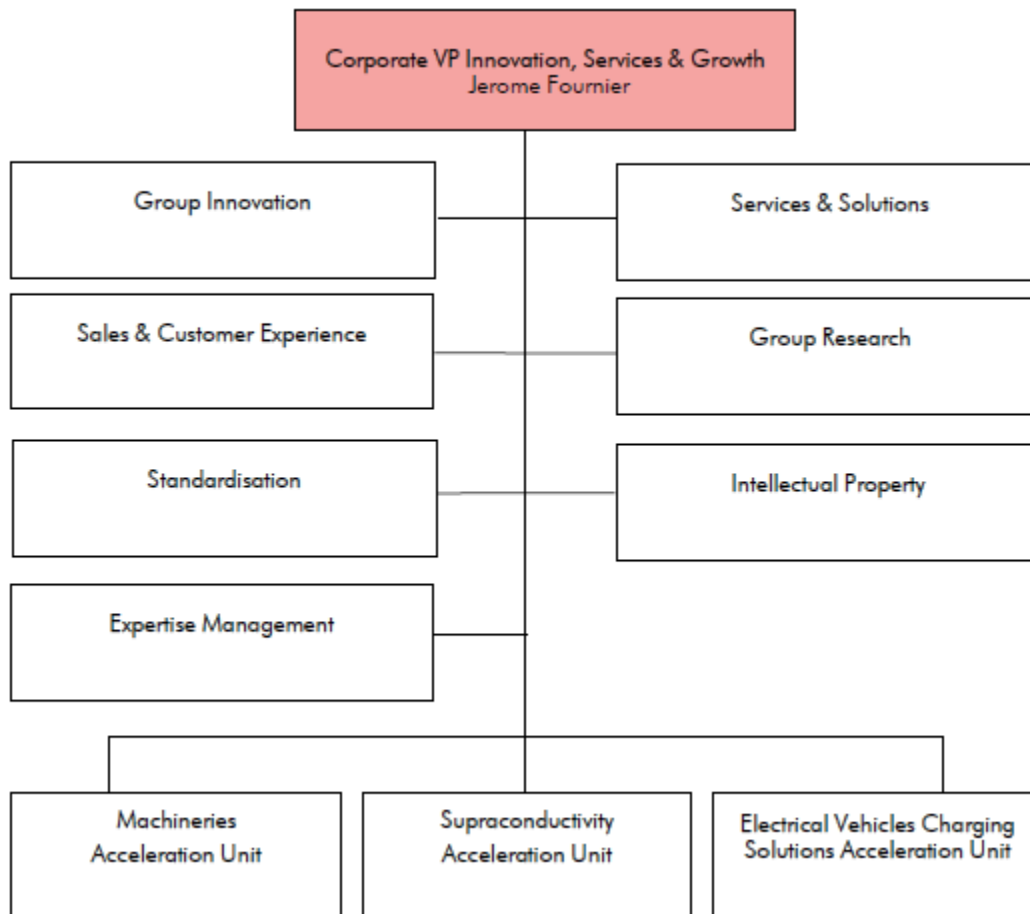 Corporate VP Innovation, Services & Growth
Jerome Fournier
Group Innovation
Services & Solutions
Sales & Customer Experience
Group Research
Standardisation
Intellectual Property
Expertise Management
Machineries
Acceleration Unit
Supraconductivity
Acceleration Unit
Electrical Vehicles Charging
Solutions Acceleration Unit